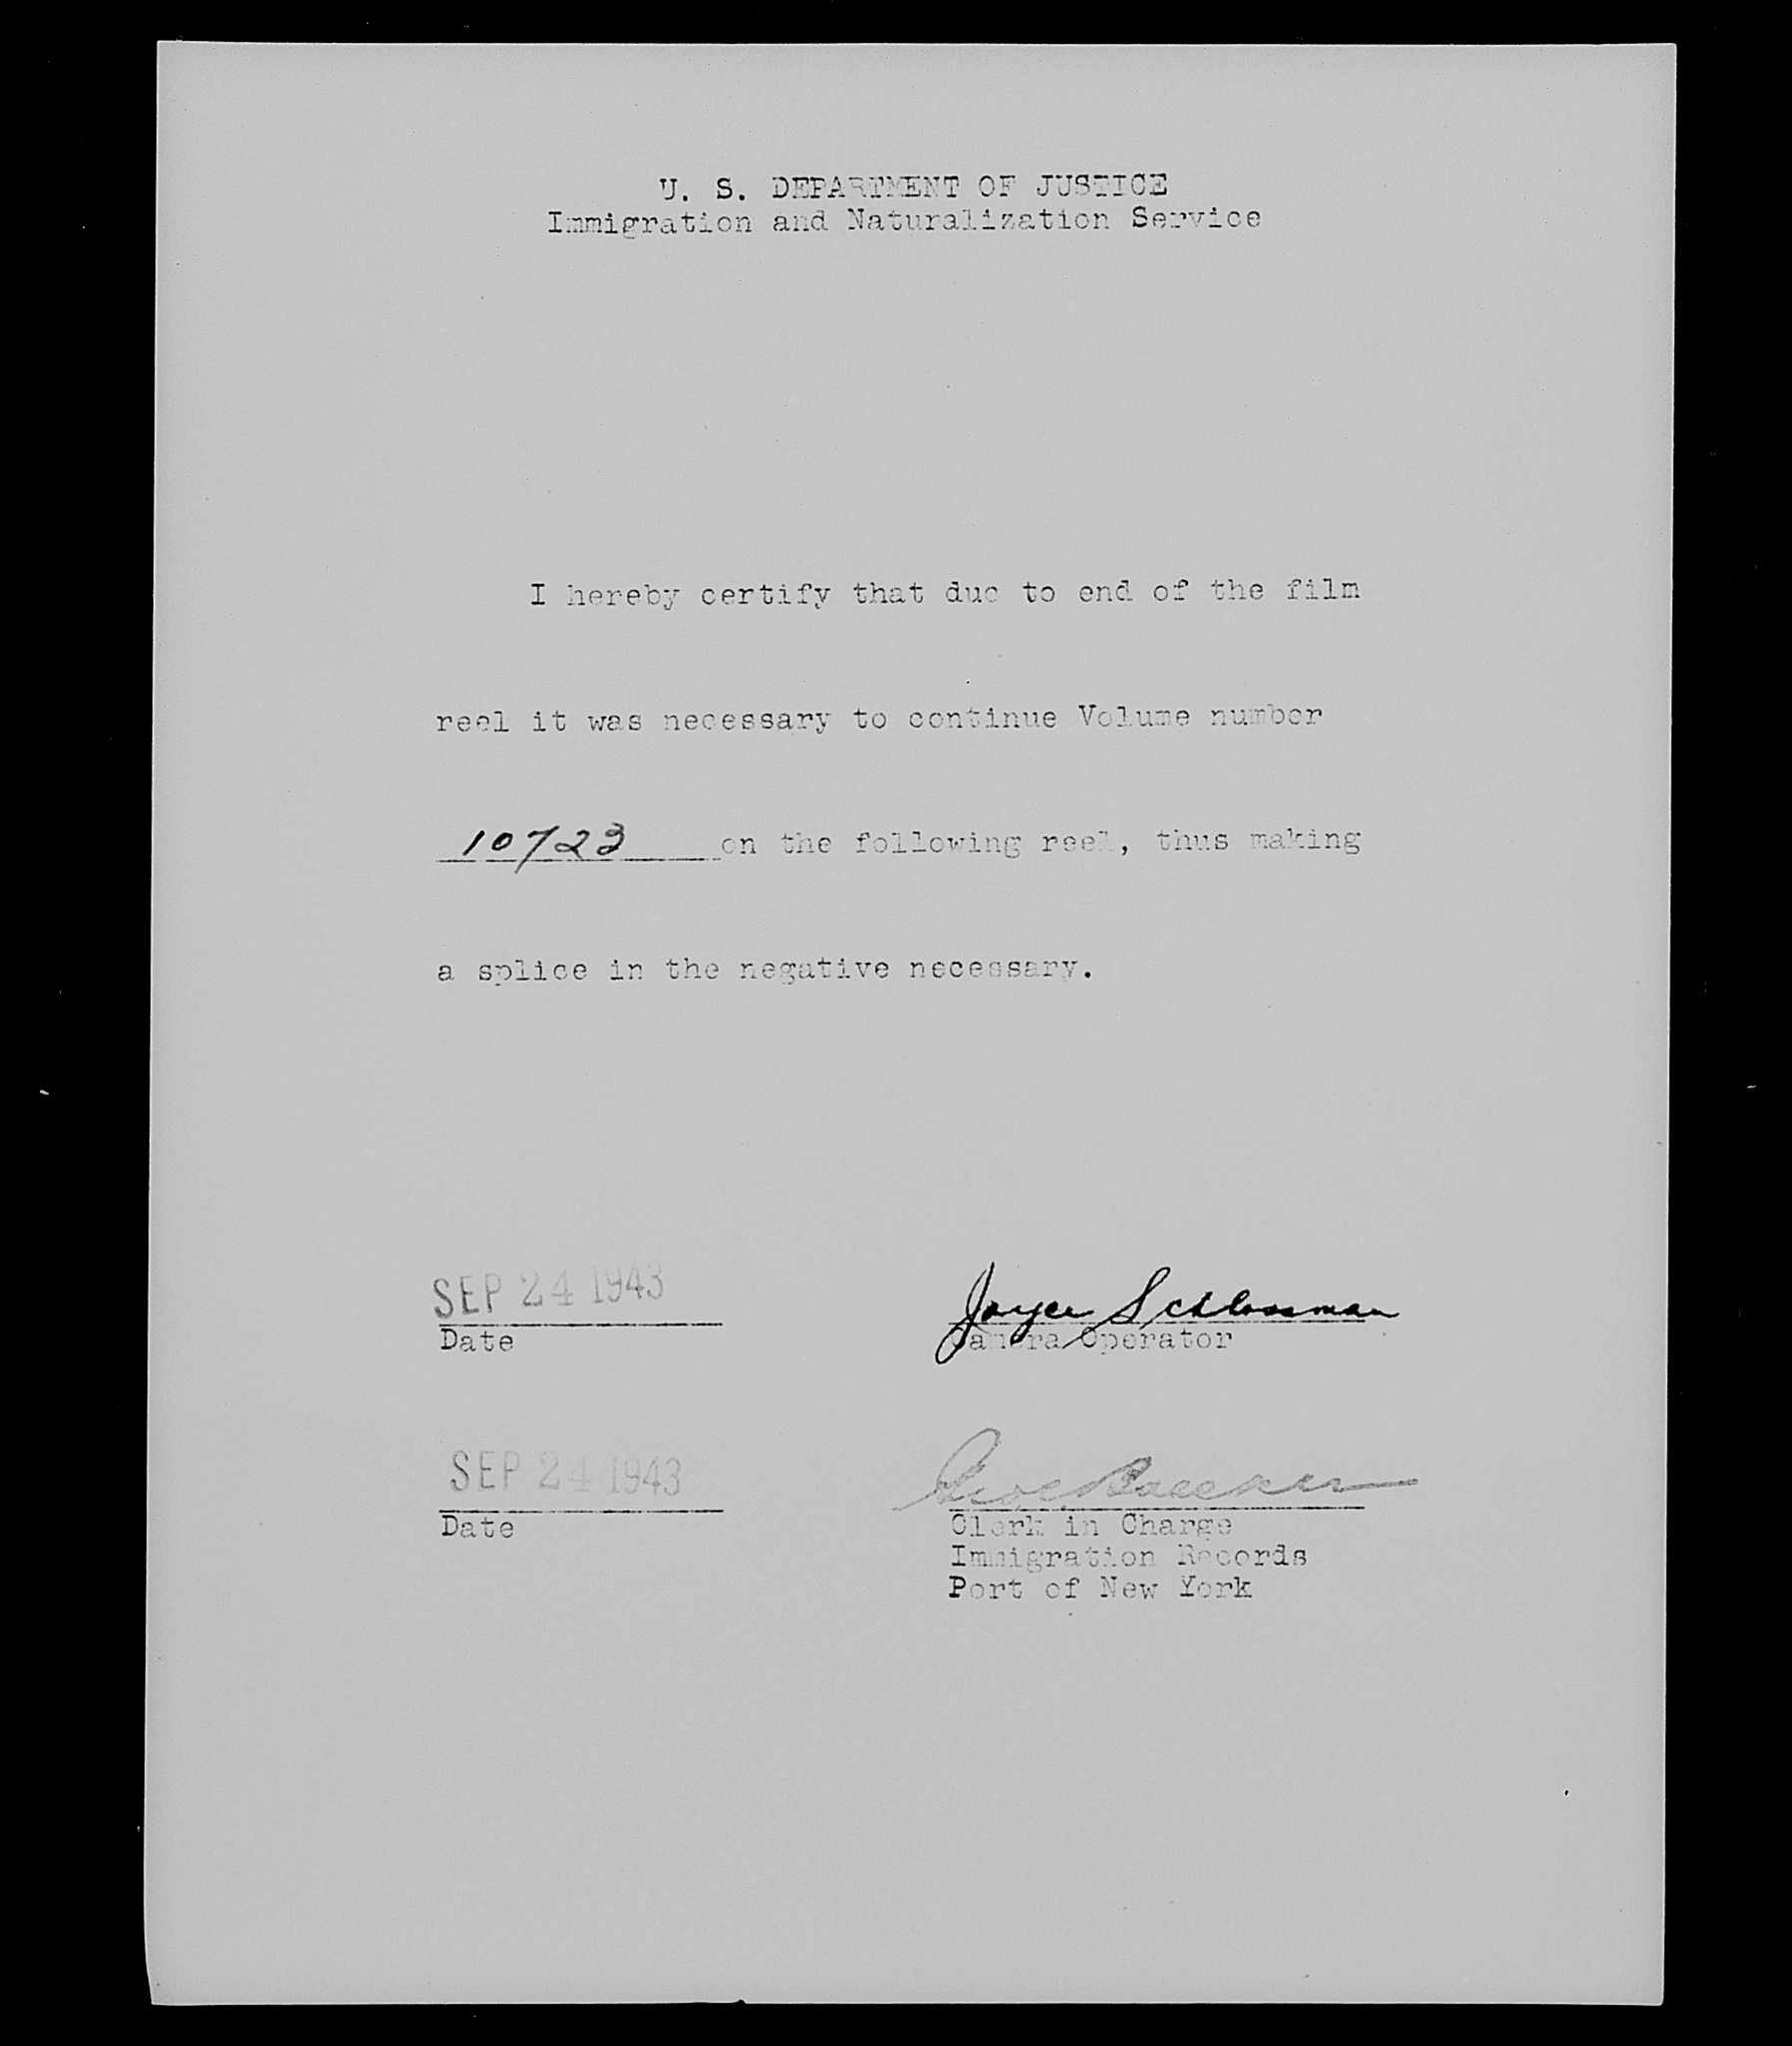 U. S. DEPARTMENT OF JUSTICE
Immigration and Naturalization Service
I hereby certify that due to end of the film
reel it was necessary to continue Volume number
10723 on the following reel, thus making
a splice in the negative necessary.
SEP 24 1943
Date
Joyce Schlossman
Camera Operator
SEP 24 1943
Date
Clerk in Charge
Immigration Records
Port of New York